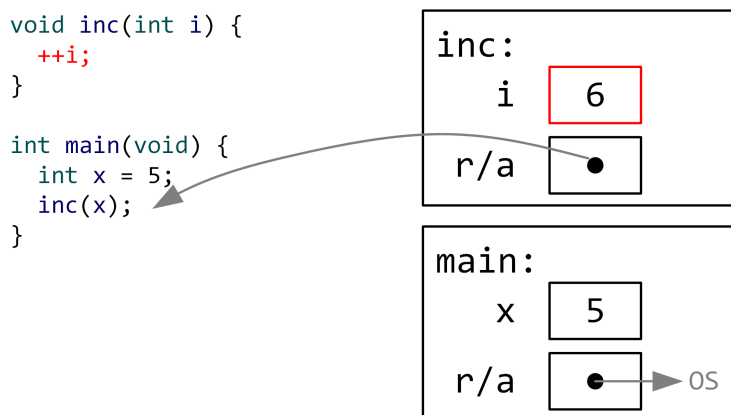 void inc(int i) {
  ++i;
}
int main(void) {
  int x = 5;
  inc(x);
}
inc:
i 6
r/a
main:
x 5
r/a OS